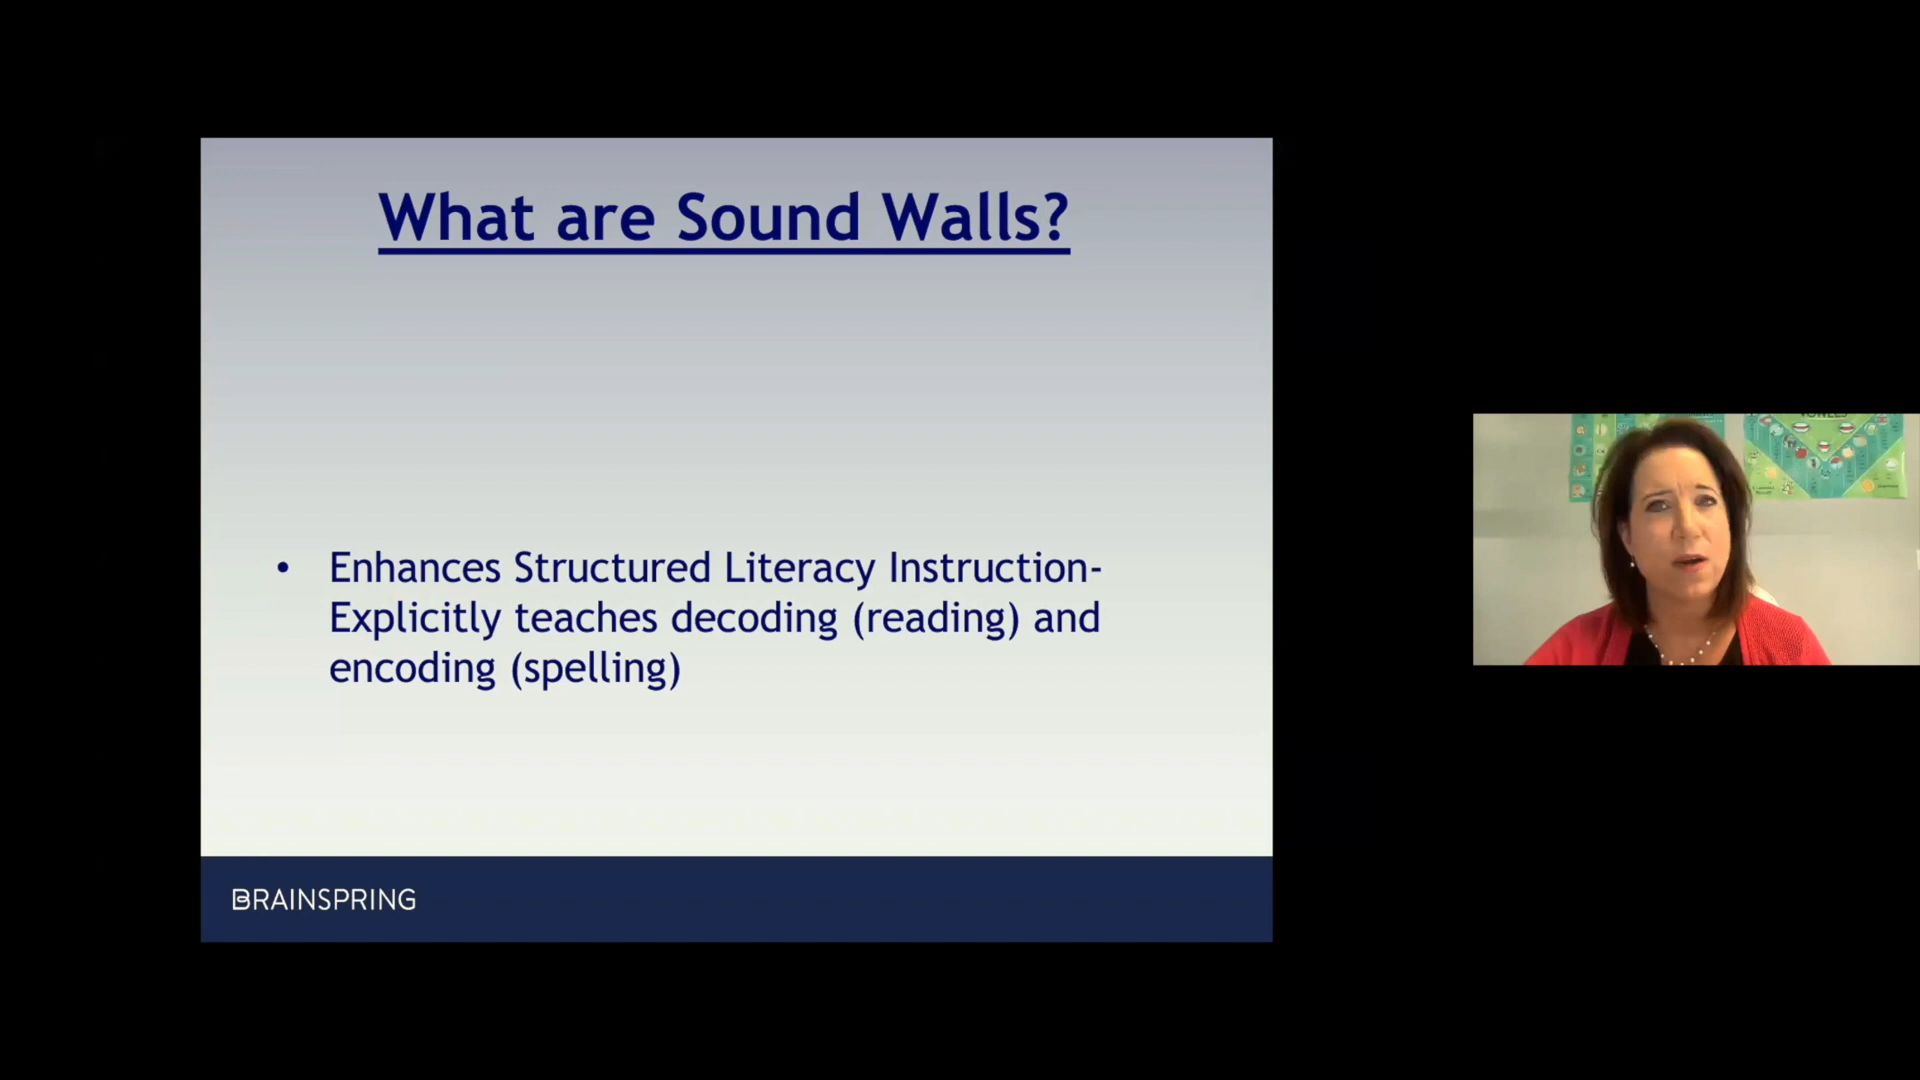 What are Sound Walls?
• Enhances Structured Literacy Instruction-
Explicitly teaches decoding (reading) and
encoding (spelling)
BRAINSPRING